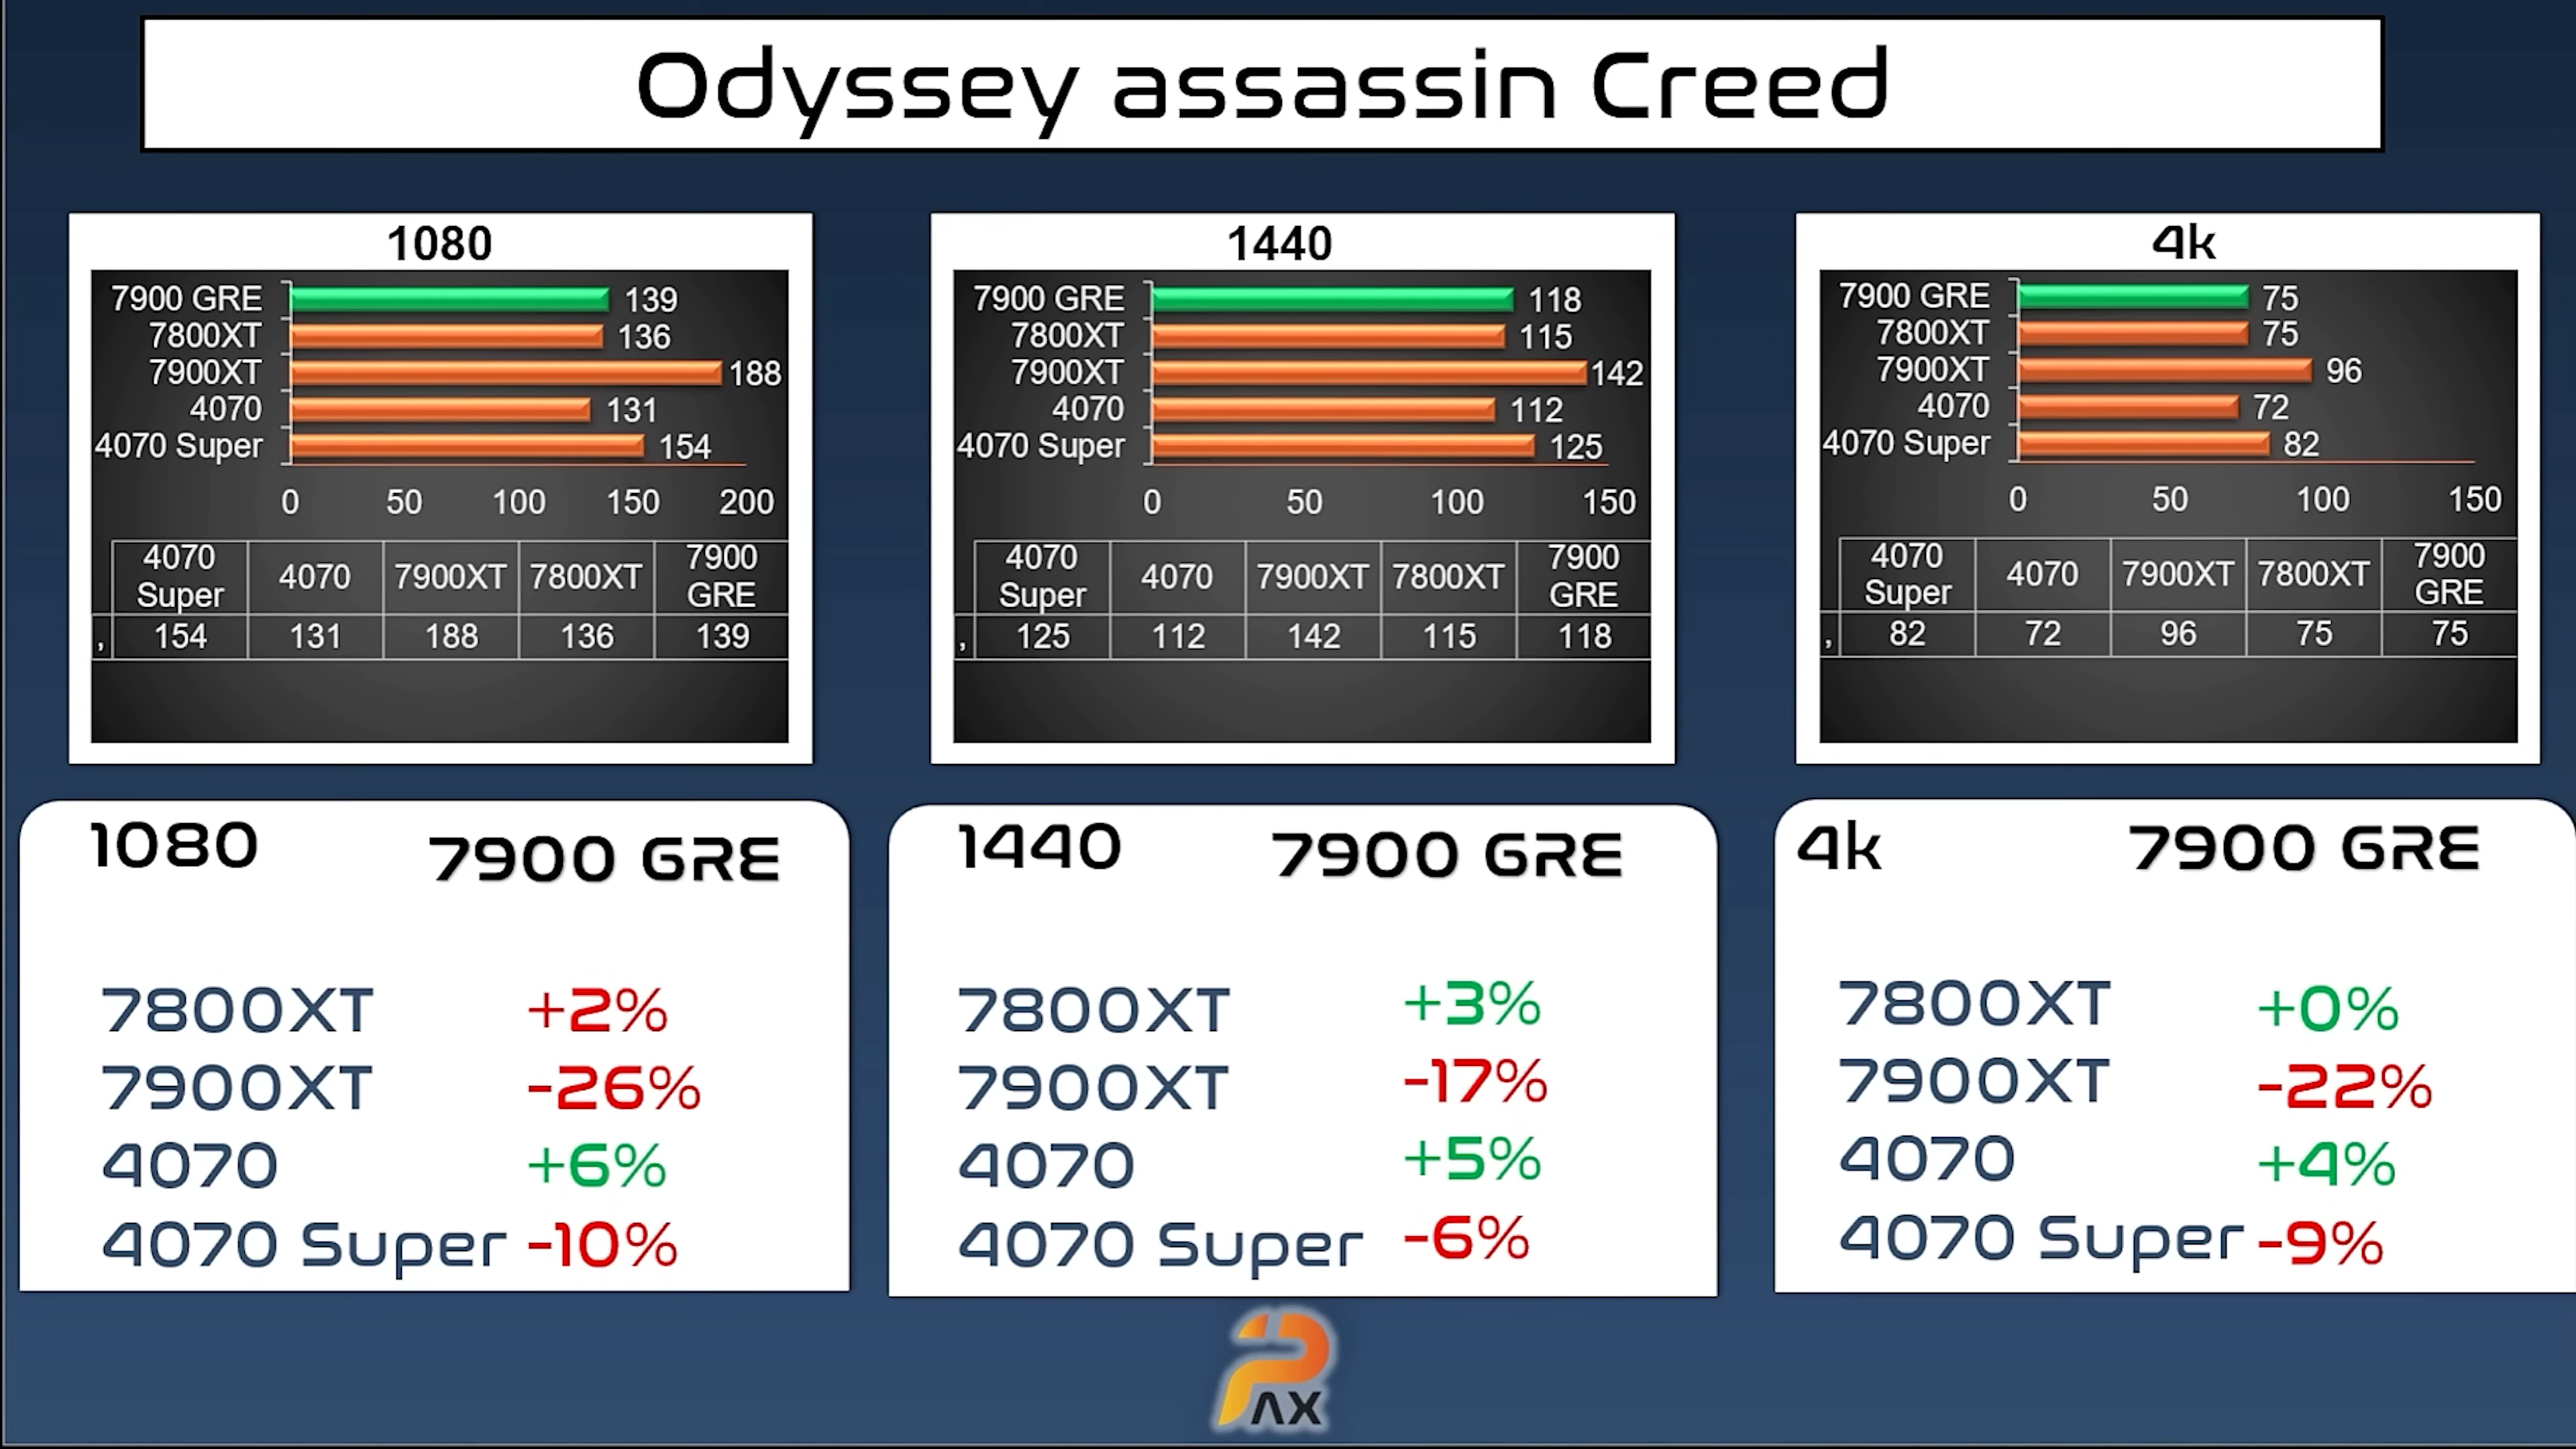 Odyssey assassin Creed
1080
7900 GRE 139
7800XT 136
7900XT 188
4070 131
4070 Super 154
0 50 100 150 200
4070 Super 4070 7900XT 7800XT 7900 GRE
, 154 131 188 136 139
1440
7900 GRE 118
7800XT 115
7900XT 142
4070 112
4070 Super 125
0 50 100 150
4070 Super 4070 7900XT 7800XT 7900 GRE
, 125 112 142 115 118
4k
7900 GRE 75
7800XT 75
7900XT 96
4070 72
4070 Super 82
0 50 100 150
4070 Super 4070 7900XT 7800XT 7900 GRE
, 82 72 96 75 75
1080 7900 GRE
7800XT +2%
7900XT -26%
4070 +6%
4070 Super -10%
1440 7900 GRE
7800XT +3%
7900XT -17%
4070 +5%
4070 Super -6%
4k 7900 GRE
7800XT +0%
7900XT -22%
4070 +4%
4070 Super -9%
PAX